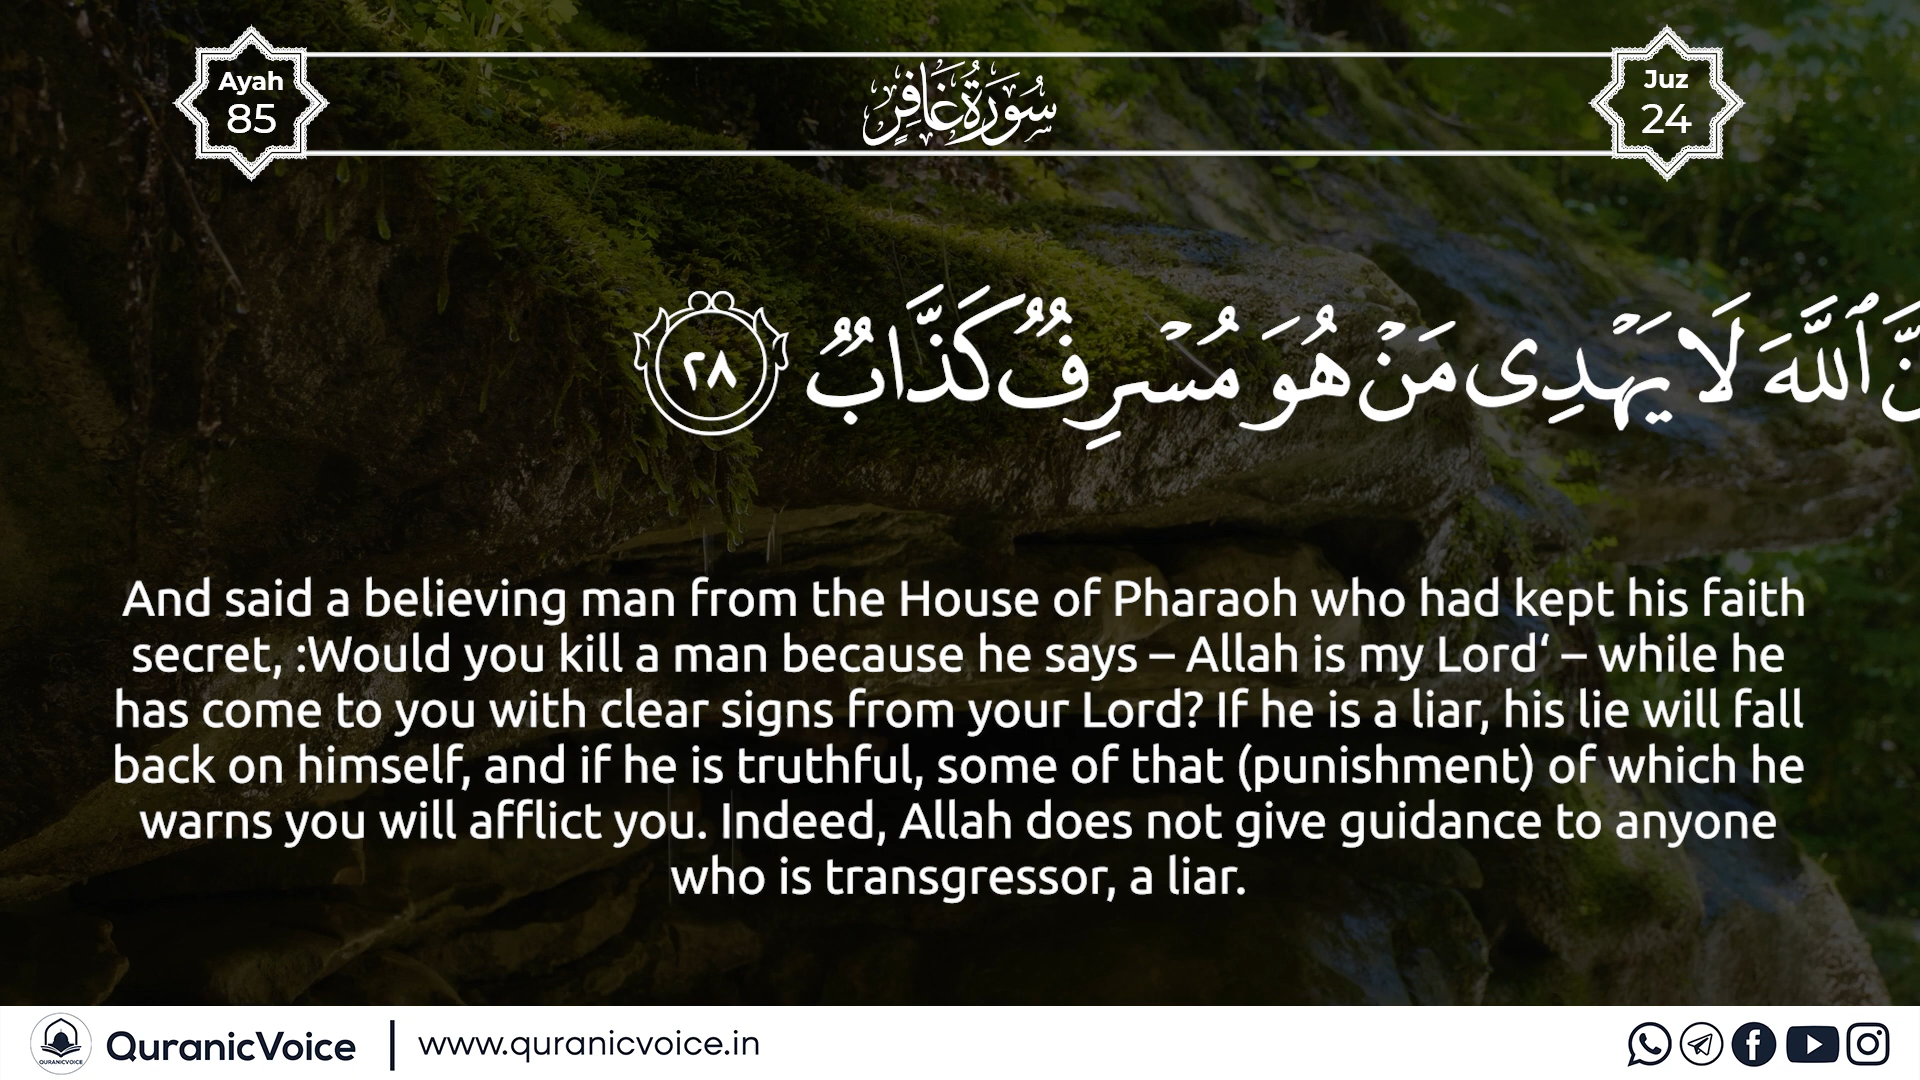 Ayah
85
سُورَةُ غَافِرٍ
Juz
24
ٱللَّهَ لَا يَهْدِى مَنْ هُوَ مُسْرِفٌ كَذَّابٌ ٢٨
And said a believing man from the House of Pharaoh who had kept his faith
secret, :Would you kill a man because he says – Allah is my Lord‘ – while he
has come to you with clear signs from your Lord? If he is a liar, his lie will fall
back on himself, and if he is truthful, some of that (punishment) of which he
warns you will afflict you. Indeed, Allah does not give guidance to anyone
who is transgressor, a liar.
QURANICVOICE
QuranicVoice | www.quranicvoice.in